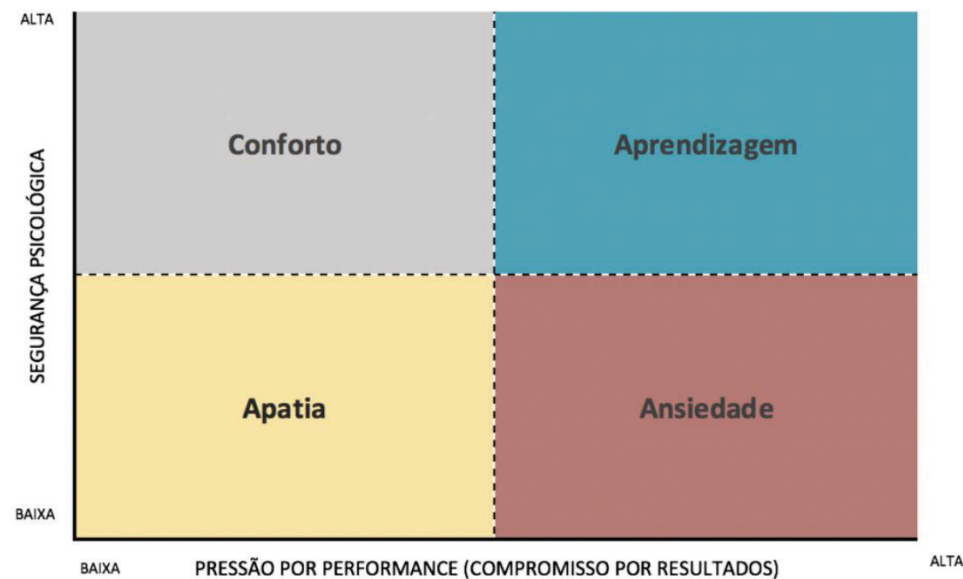 ALTA
SEGURANÇA PSICOLÓGICA
Conforto
Aprendizagem
Apatia
Ansiedade
BAIXA
BAIXA
PRESSÃO POR PERFORMANCE (COMPROMISSO POR RESULTADOS)
ALTA